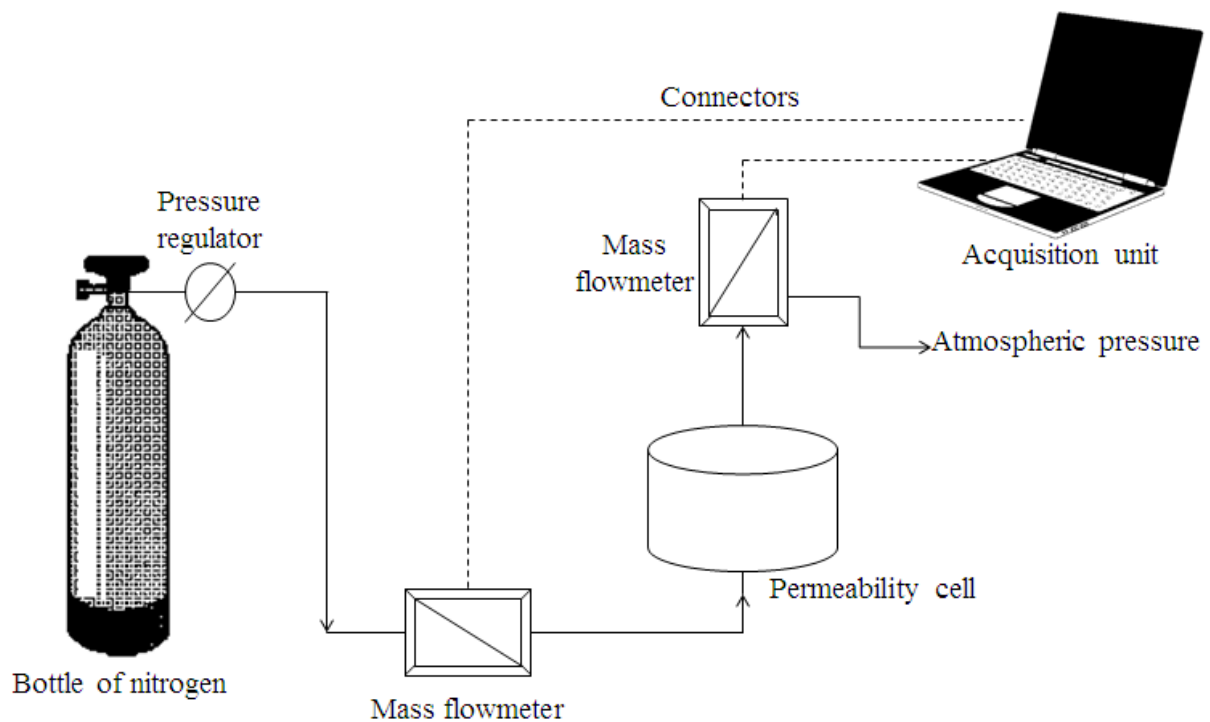 Connectors
Pressure
regulator
Mass
flowmeter
Acquisition unit
Atmospheric pressure
Permeability cell
Bottle of nitrogen
Mass flowmeter